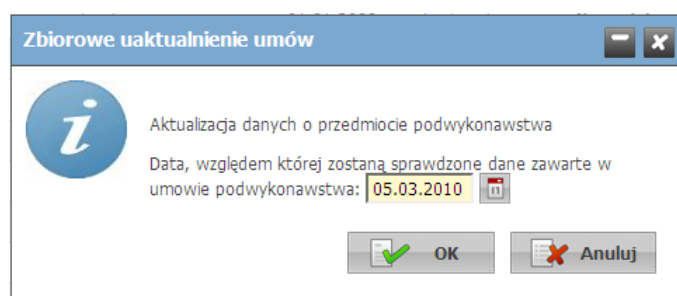 Zbiorowe uaktualnienie umów
Aktualizacja danych o przedmiocie podwykonawstwa
Data, względem której zostaną sprawdzone dane zawarte w
umowie podwykonawstwa: 05.03.2010
OK Anuluj